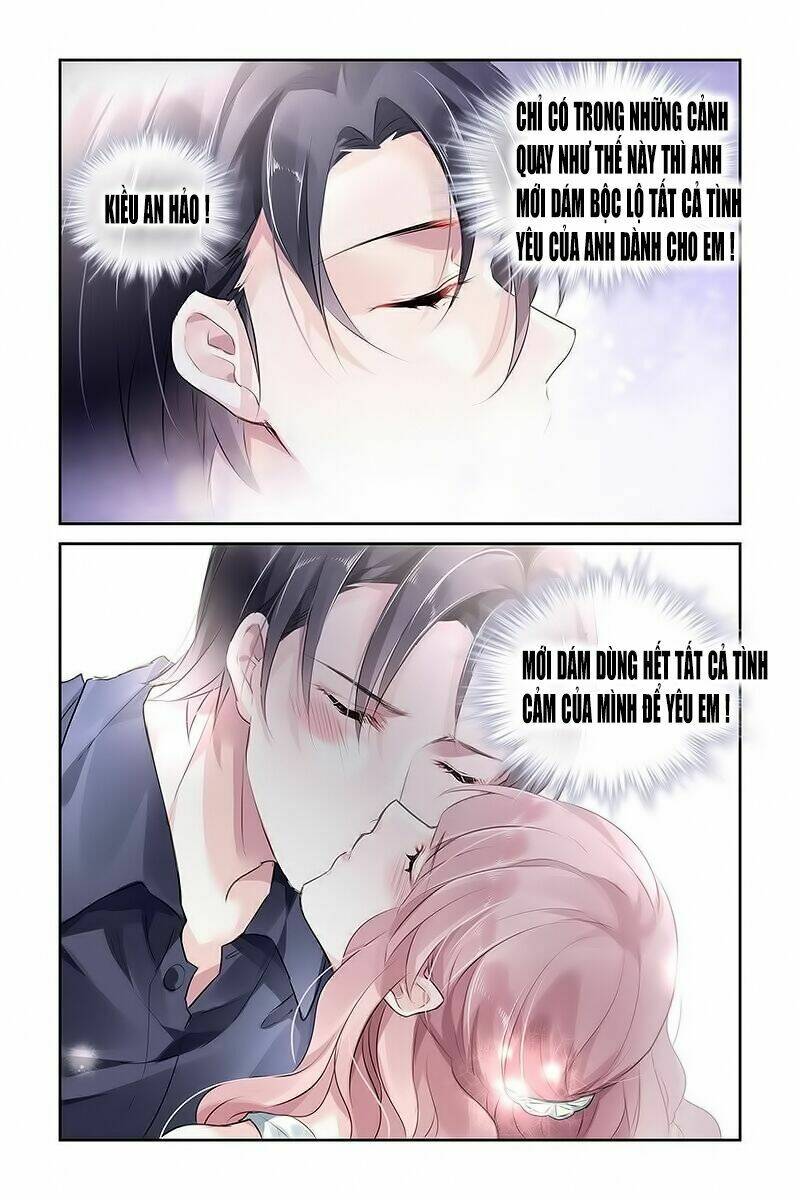 KIỀU AN HẢO !
CHỈ CÓ TRONG NHỮNG CẢNH
QUAY NHƯ THẾ NÀY THÌ ANH
MỚI DÁM BỘC LỘ TẤT CẢ TÌNH
YÊU CỦA ANH DÀNH CHO EM !
MỚI DÁM DÙNG HẾT TẤT CẢ TÌNH
CẢM CỦA MÌNH ĐỂ YÊU EM !